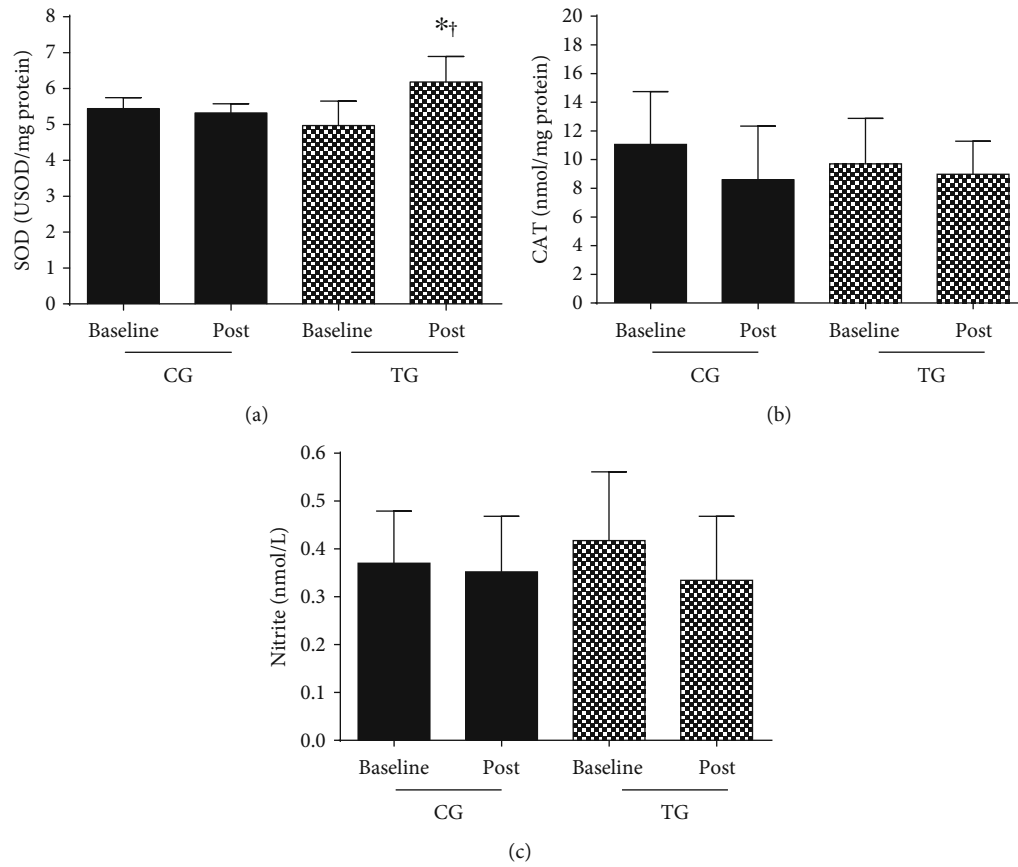 SOD (USOD/mg protein)
8
7
6
5
4
3
2
1
0
*†
Baseline Post Baseline Post
CG TG
(a)
CAT (nmol/mg protein)
20
18
16
14
12
10
8
6
4
2
0
Baseline Post Baseline Post
CG TG
(b)
Nitrite (nmol/L)
0.6
0.5
0.4
0.3
0.2
0.1
0.0
Baseline Post Baseline Post
CG TG
(c)